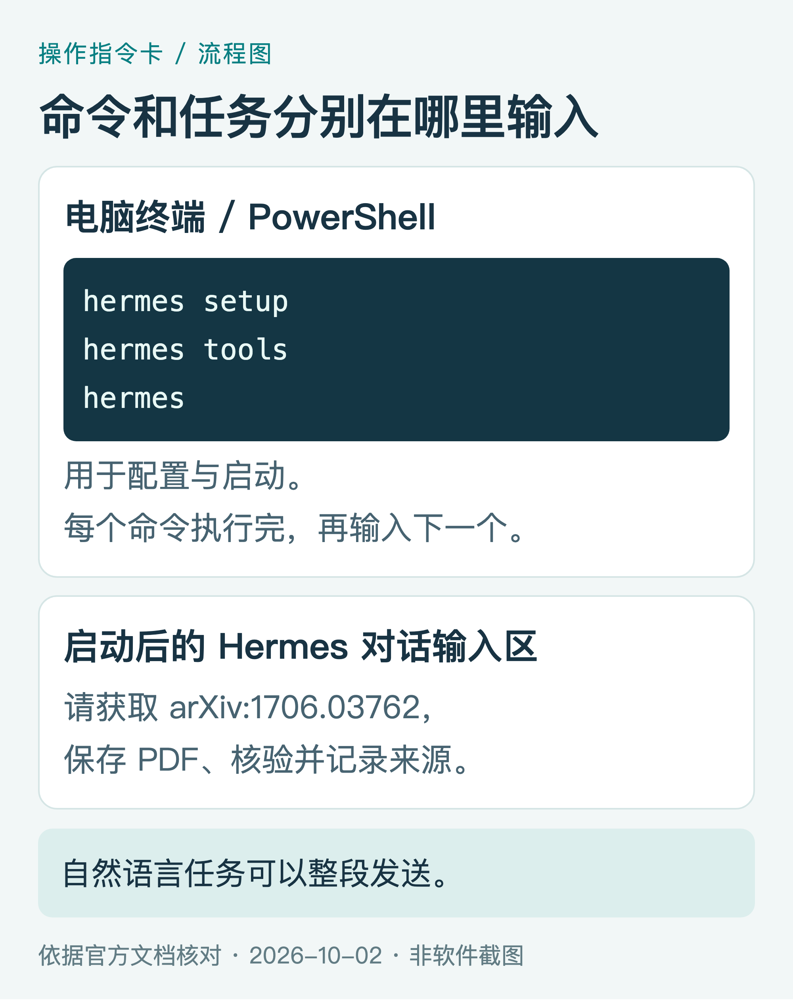 操作指令卡 / 流程图
命令和任务分别在哪里输入
电脑终端 / PowerShell
hermes setup
hermes tools
hermes
用于配置与启动。
每个命令执行完，再输入下一个。
启动后的 Hermes 对话输入区
请获取 arXiv:1706.03762，
保存 PDF、核验并记录来源。
自然语言任务可以整段发送。
依据官方文档核对 · 2026-10-02 · 非软件截图